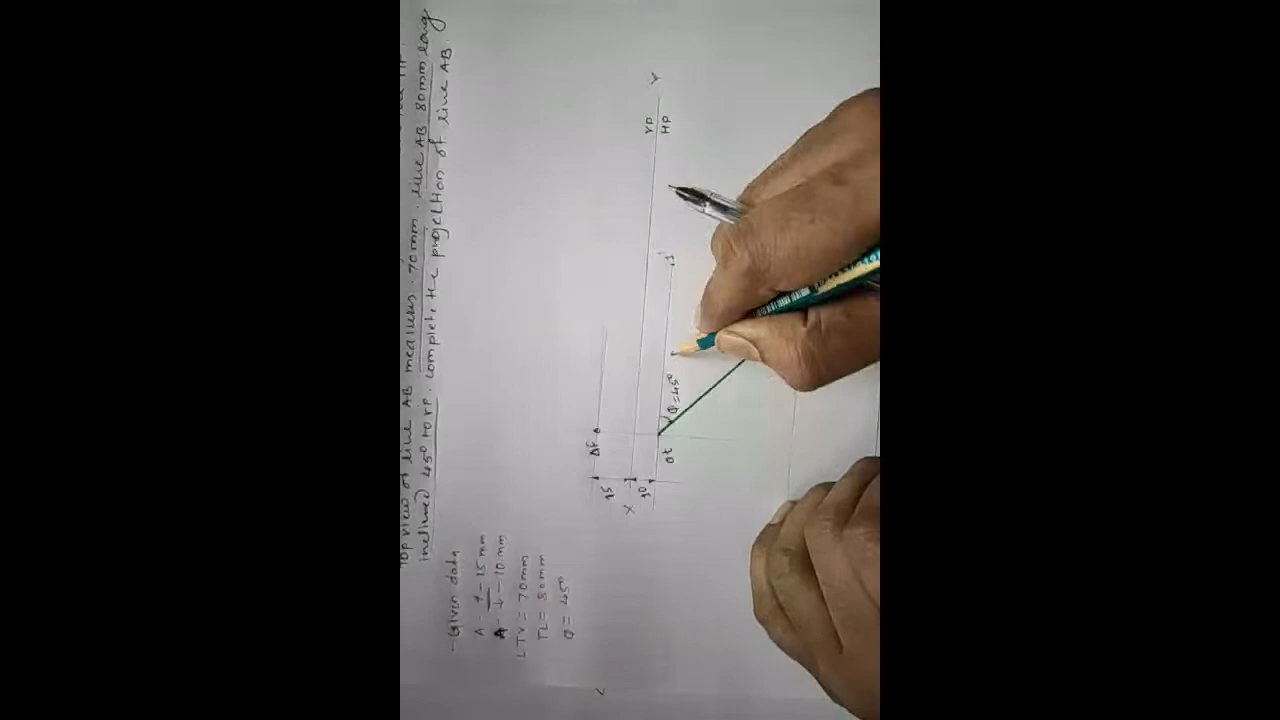 Top view of line AB measures 70mm. line AB 80mm long
inclined 45° to VP. complete the projection of line AB.
- Given data
A - ↑ - 15 mm
A - ↓ - 10 mm
LTV = 70mm
TL = 80mm
Ø = 45°
15
10
X
Y
VP
HP
Ø = 45°
1'